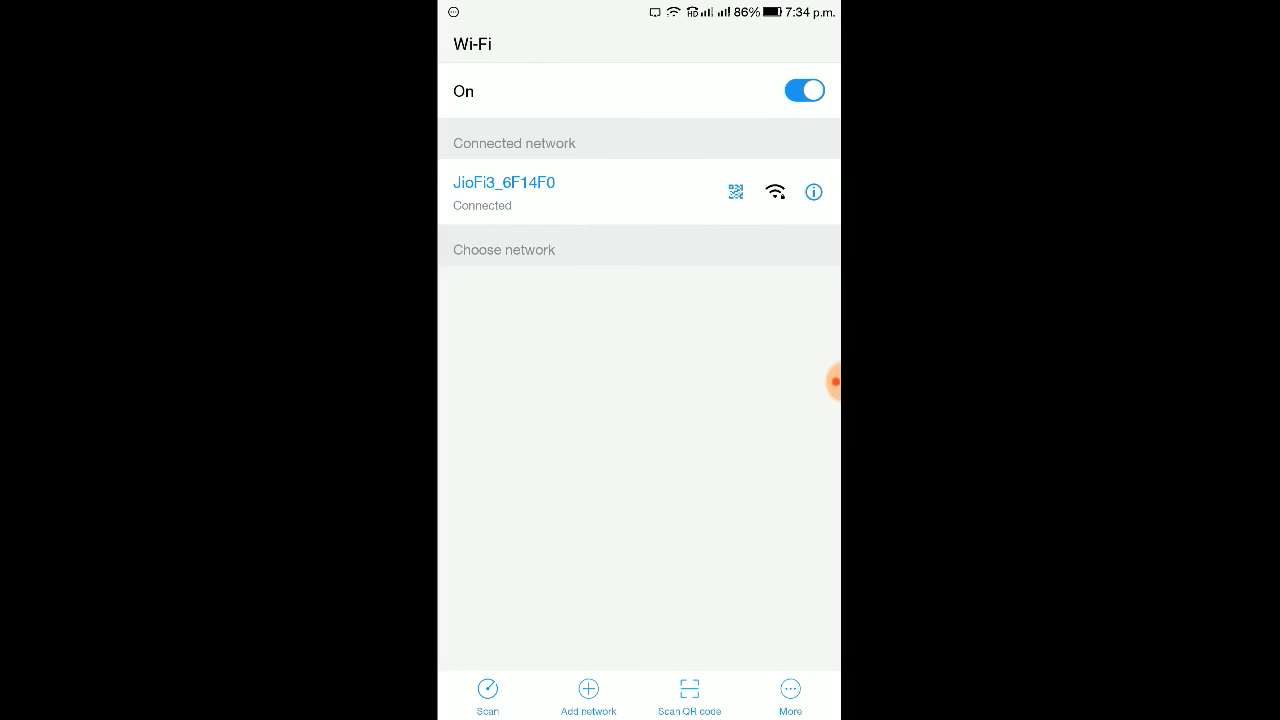 86% 7:34 p.m.
Wi-Fi
On
Connected network
JioFi3_6F14F0
Connected
Choose network
Scan Add network Scan QR code More